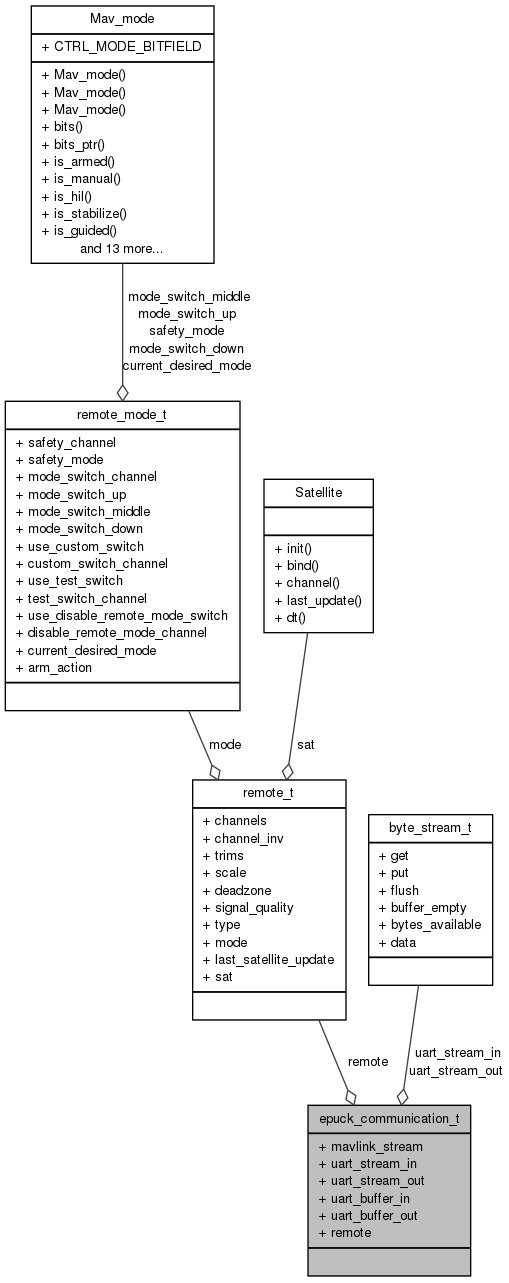 Mav_mode
+ CTRL_MODE_BITFIELD
+ Mav_mode()
+ Mav_mode()
+ Mav_mode()
+ bits()
+ bits_ptr()
+ is_armed()
+ is_manual()
+ is_hil()
+ is_stabilize()
+ is_guided()
and 13 more...
mode_switch_middle
mode_switch_up
safety_mode
mode_switch_down
current_desired_mode
remote_mode_t
+ safety_channel
+ safety_mode
+ mode_switch_channel
+ mode_switch_up
+ mode_switch_middle
+ mode_switch_down
+ use_custom_switch
+ custom_switch_channel
+ use_test_switch
+ test_switch_channel
+ use_disable_remote_mode_switch
+ disable_remote_mode_channel
+ current_desired_mode
+ arm_action
Satellite
+ init()
+ bind()
+ channel()
+ last_update()
+ dt()
mode
sat
remote_t
+ channels
+ channel_inv
+ trims
+ scale
+ deadzone
+ signal_quality
+ type
+ mode
+ last_satellite_update
+ sat
byte_stream_t
+ get
+ put
+ flush
+ buffer_empty
+ bytes_available
+ data
remote
uart_stream_in
uart_stream_out
epuck_communication_t
+ mavlink_stream
+ uart_stream_in
+ uart_stream_out
+ uart_buffer_in
+ uart_buffer_out
+ remote